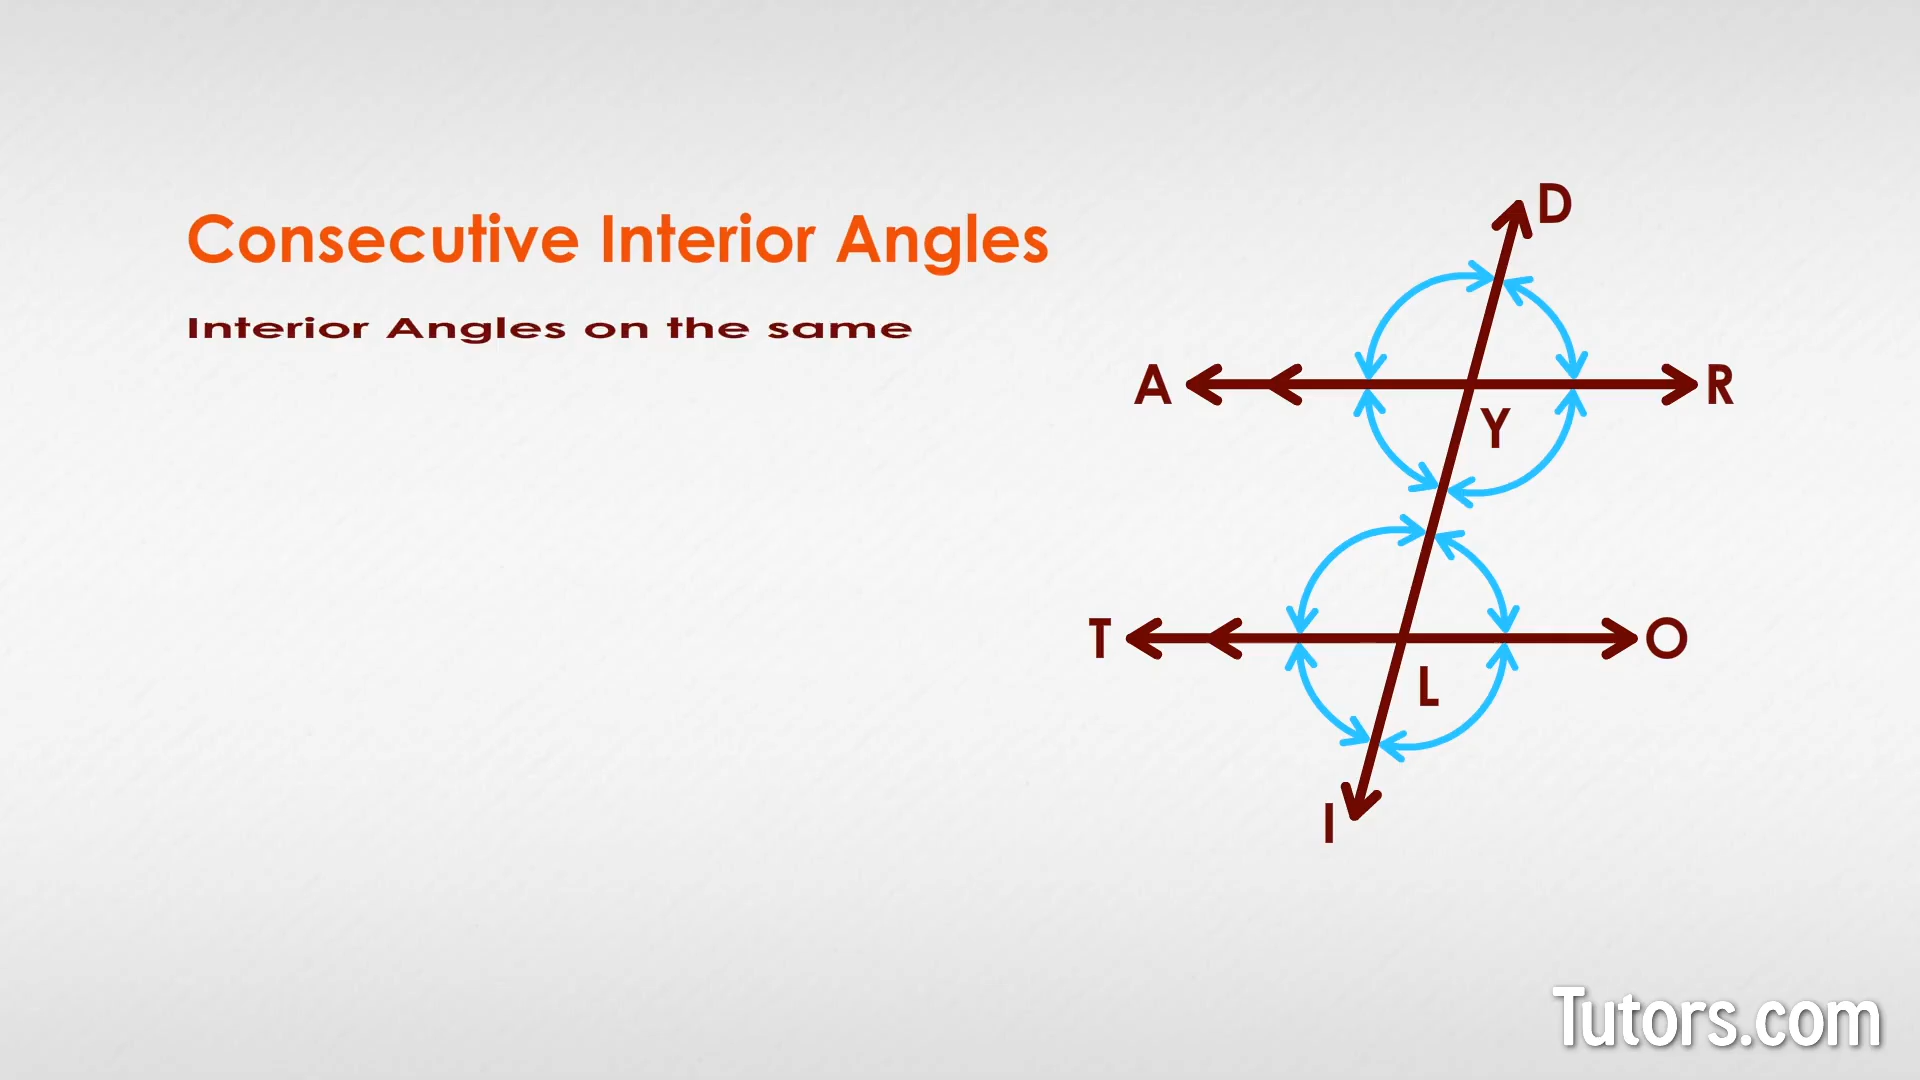 Consecutive Interior Angles
Interior Angles on the same
D
A
R
Y
T
O
L
I
Tutors.com